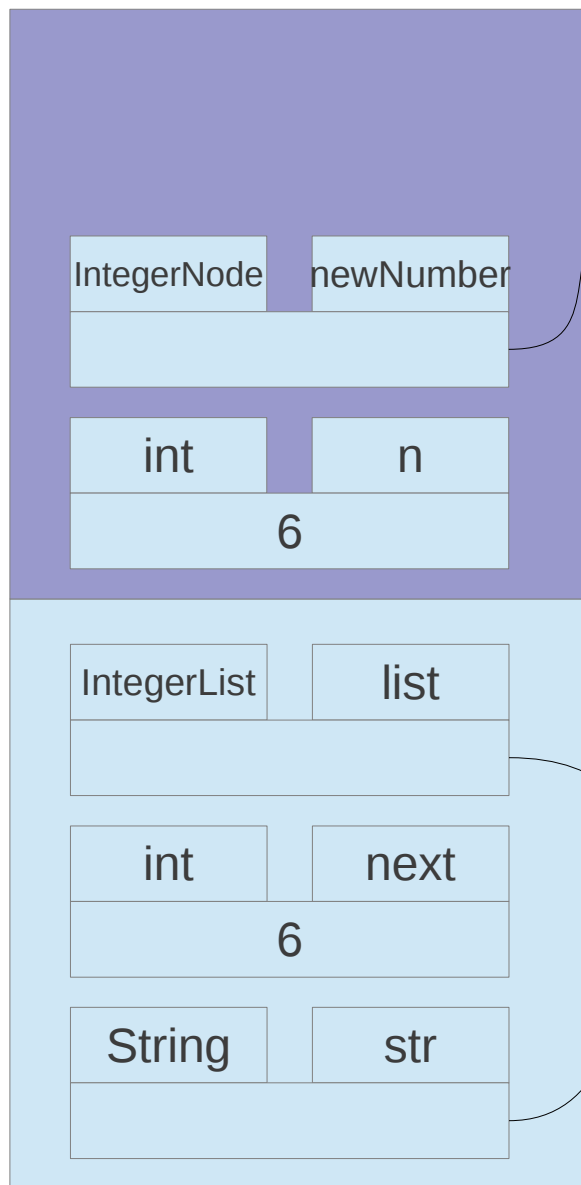 IntegerNode newNumber
int n
6
IntegerList list
int next
6
String str